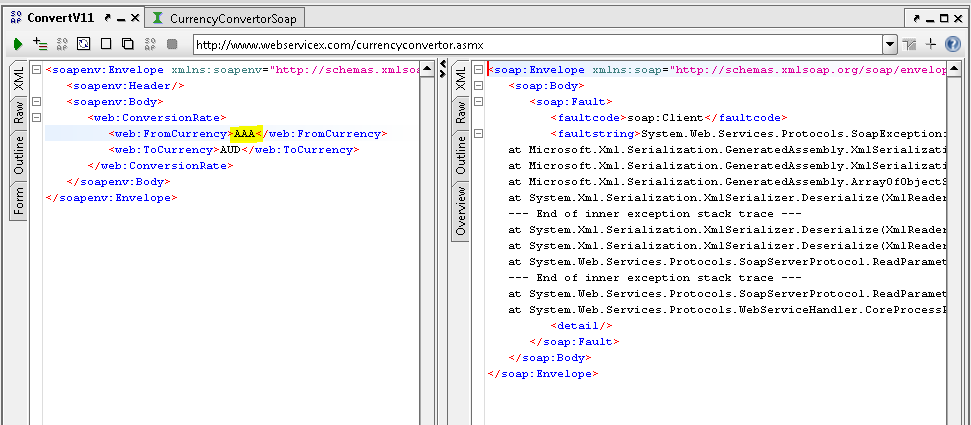 ConvertV11
CurrencyConvertorSoap
http://www.webservicex.com/currencyconvertor.asmx
XML
Raw
Outline
Form
<soapenv:Envelope xmlns:soapenv="http://schemas.xmlsoa
<soapenv:Header/>
<soapenv:Body>
<web:ConversionRate>
<web:FromCurrency>AAA</web:FromCurrency>
<web:ToCurrency>AUD</web:ToCurrency>
</web:ConversionRate>
</soapenv:Body>
</soapenv:Envelope>
XML
Raw
Outline
Overview
<soap:Envelope xmlns:soap="http://schemas.xmlsoap.org/soap/envelop
<soap:Body>
<soap:Fault>
<faultcode>soap:Client</faultcode>
<faultstring>System.Web.Services.Protocols.SoapException:
at Microsoft.Xml.Serialization.GeneratedAssembly.XmlSerializati
at Microsoft.Xml.Serialization.GeneratedAssembly.XmlSerializati
at Microsoft.Xml.Serialization.GeneratedAssembly.ArrayOfObjectS
at System.Xml.Serialization.XmlSerializer.Deserialize(XmlReader
--- End of inner exception stack trace ---
at System.Xml.Serialization.XmlSerializer.Deserialize(XmlReader
at System.Xml.Serialization.XmlSerializer.Deserialize(XmlReader
at System.Web.Services.Protocols.SoapServerProtocol.ReadParamet
--- End of inner exception stack trace ---
at System.Web.Services.Protocols.SoapServerProtocol.ReadParamet
at System.Web.Services.Protocols.WebServiceHandler.CoreProcessR
<detail/>
</soap:Fault>
</soap:Body>
</soap:Envelope>